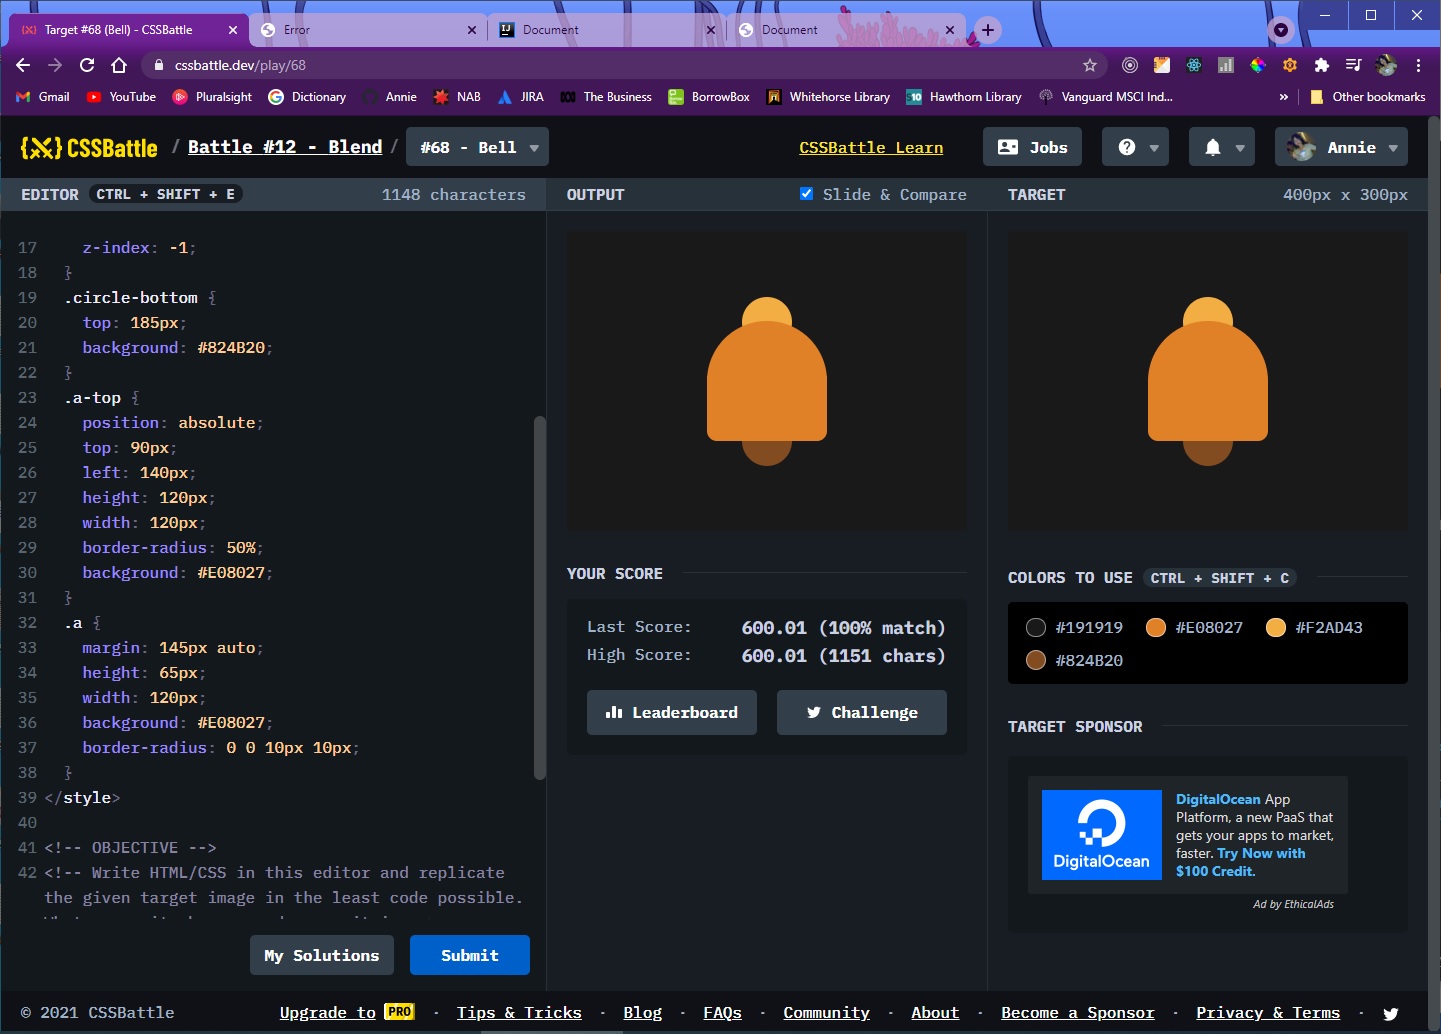 Target #68 (Bell) - CSSBattle
Error
Document
Document
cssbattle.dev/play/68
Gmail
YouTube
Pluralsight
Dictionary
Annie
NAB
JIRA
The Business
BorrowBox
Whitehorse Library
Hawthorn Library
Vanguard MSCI Ind...
»
Other bookmarks
CSSBattle / Battle #12 - Blend / #68 - Bell
CSSBattle Learn
Jobs
Annie
EDITOR CTRL + SHIFT + E 1148 characters
OUTPUT
Slide & Compare
TARGET
400px x 300px
17 z-index: -1;
18 }
19 .circle-bottom {
20 top: 185px;
21 background: #824B20;
22 }
23 .a-top {
24 position: absolute;
25 top: 90px;
26 left: 140px;
27 height: 120px;
28 width: 120px;
29 border-radius: 50%;
30 background: #E08027;
31 }
32 .a {
33 margin: 145px auto;
34 height: 65px;
35 width: 120px;
36 background: #E08027;
37 border-radius: 0 0 10px 10px;
38 }
39 </style>
40
41 <!-- OBJECTIVE -->
42 <!-- Write HTML/CSS in this editor and replicate
the given target image in the least code possible.
My Solutions
Submit
YOUR SCORE
Last Score: 600.01 (100% match)
High Score: 600.01 (1151 chars)
Leaderboard
Challenge
COLORS TO USE CTRL + SHIFT + C
#191919 #E08027 #F2AD43
#824B20
TARGET SPONSOR
DigitalOcean
DigitalOcean App
Platform, a new PaaS that
gets your apps to market,
faster. Try Now with
$100 Credit.
Ad by EthicalAds
© 2021 CSSBattle
Upgrade to PRO · Tips & Tricks · Blog · FAQs · Community · About · Become a Sponsor · Privacy & Terms ·